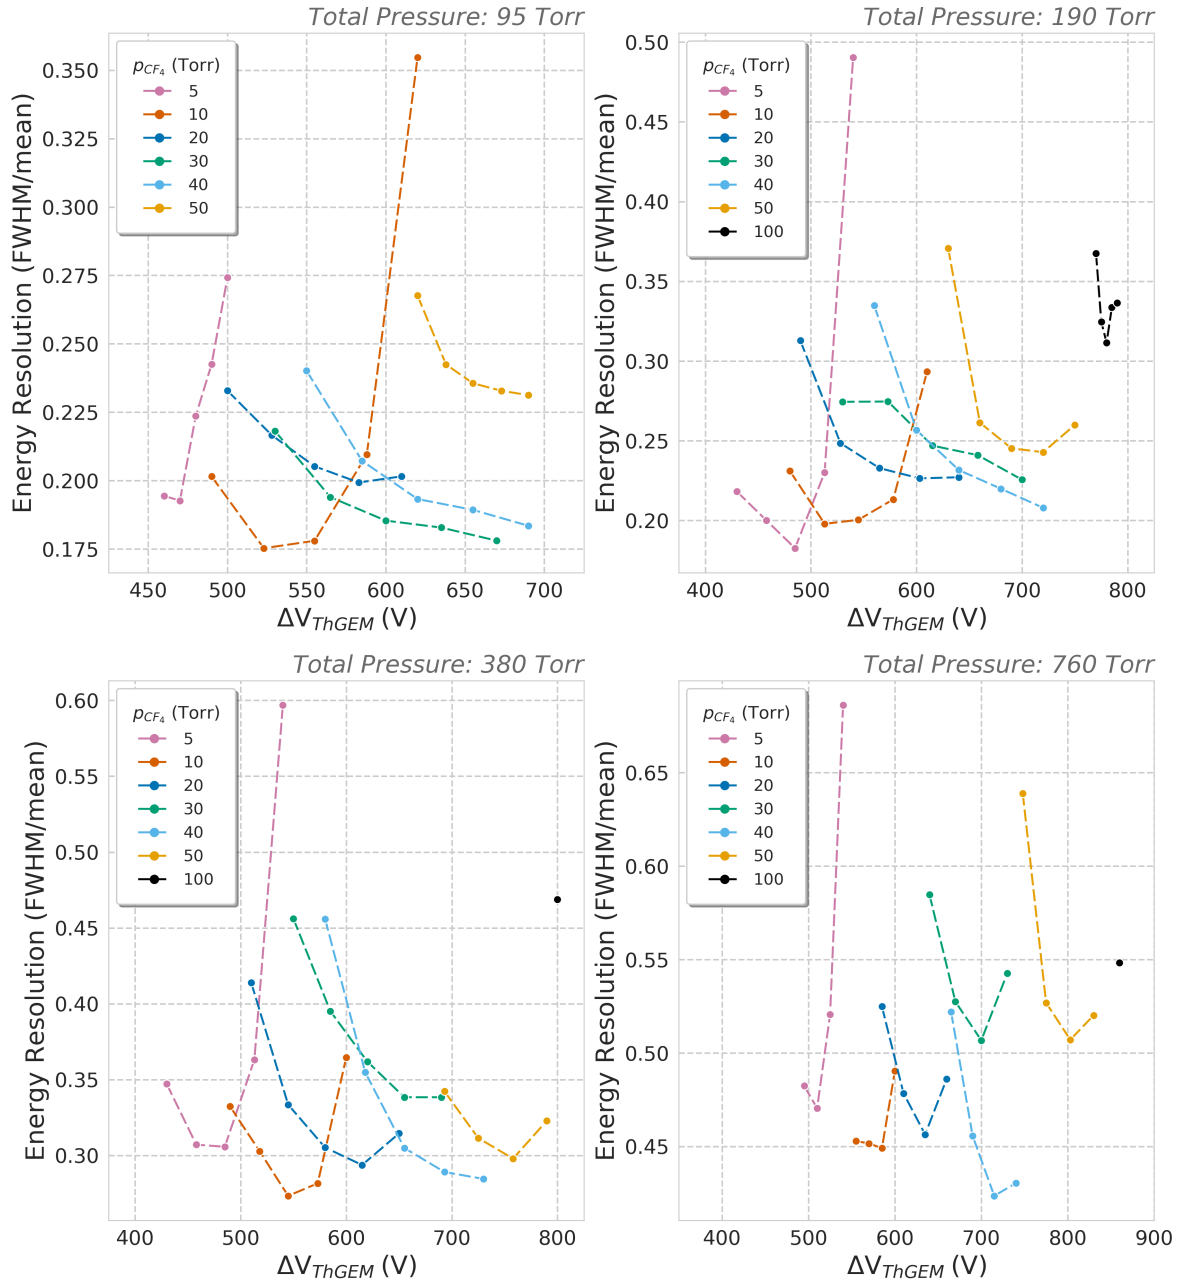 Total Pressure: 95 Torr
Energy Resolution (FWHM/mean)
0.350
0.325
0.300
0.275
0.250
0.225
0.200
0.175
p_CF4 (Torr)
5
10
20
30
40
50
450 500 550 600 650 700
ΔV_ThGEM (V)
Total Pressure: 190 Torr
Energy Resolution (FWHM/mean)
0.50
0.45
0.40
0.35
0.30
0.25
0.20
p_CF4 (Torr)
5
10
20
30
40
50
100
400 500 600 700 800
ΔV_ThGEM (V)
Total Pressure: 380 Torr
Energy Resolution (FWHM/mean)
0.60
0.55
0.50
0.45
0.40
0.35
0.30
p_CF4 (Torr)
5
10
20
30
40
50
100
400 500 600 700 800
ΔV_ThGEM (V)
Total Pressure: 760 Torr
Energy Resolution (FWHM/mean)
0.65
0.60
0.55
0.50
0.45
p_CF4 (Torr)
5
10
20
30
40
50
100
400 500 600 700 800 900
ΔV_ThGEM (V)